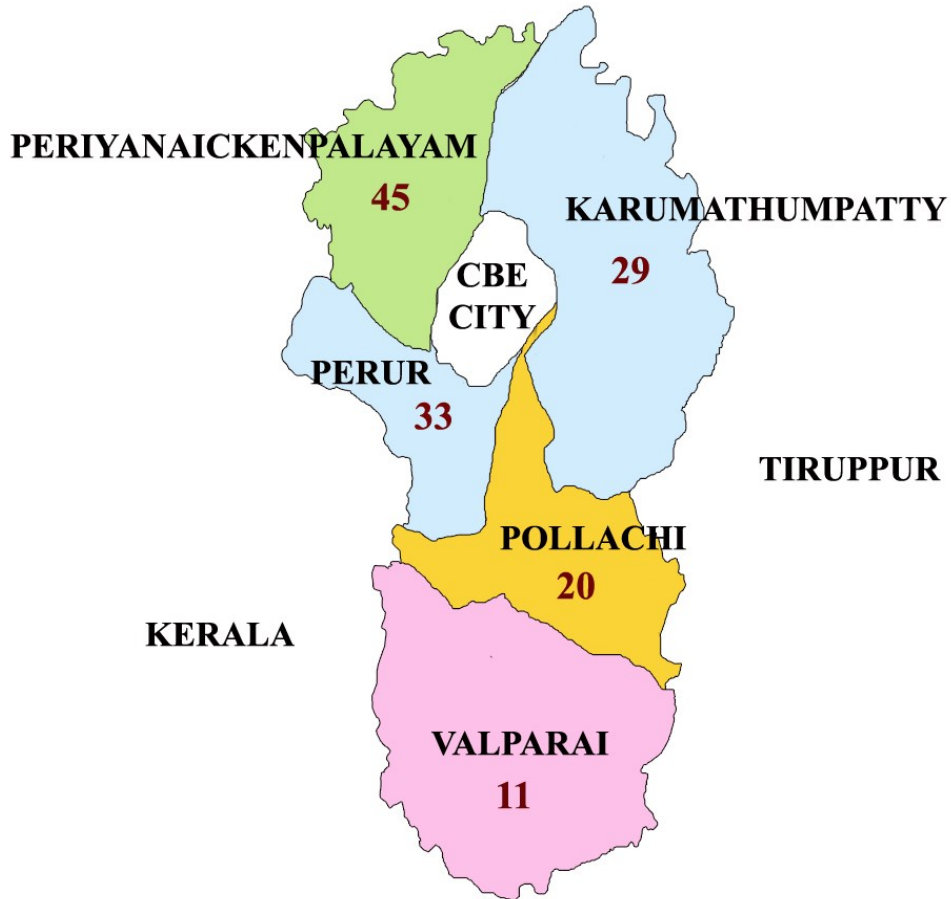 PERIYANAICKENPALAYAM
45
KARUMATHUMPATTY
29
CBE
CITY
PERUR
33
TIRUPPUR
POLLACHI
20
KERALA
VALPARAI
11